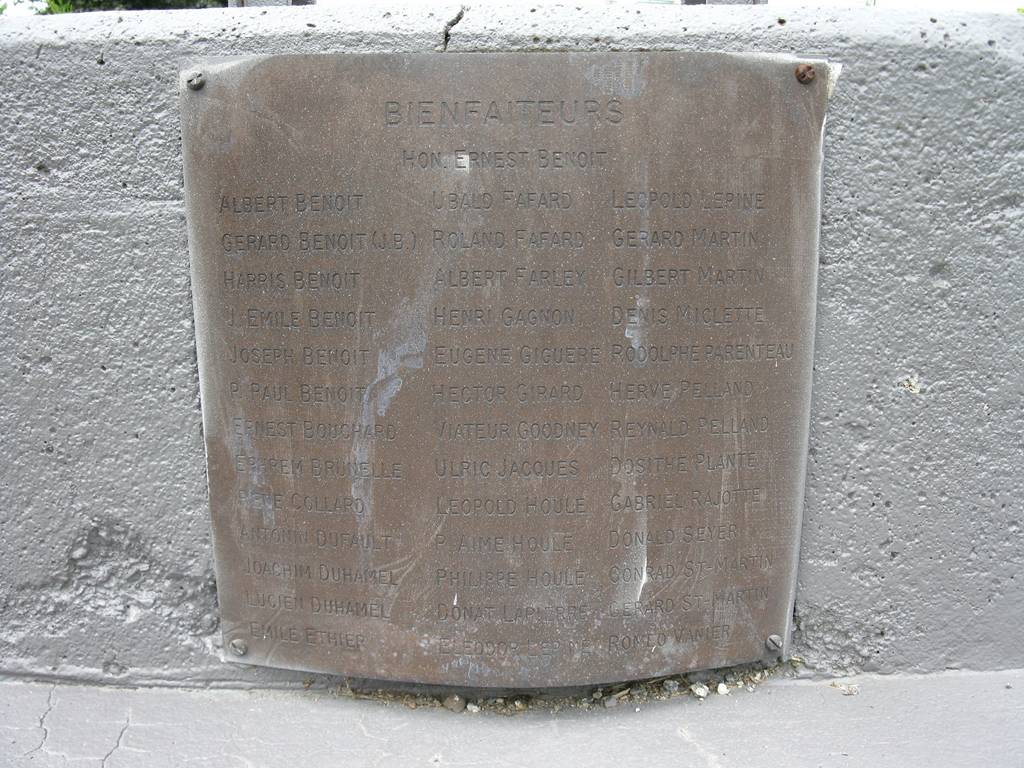 BIENFAITEURS
HON. ERNEST BENOIT
ALBERT BENOIT
GERARD BENOIT (J.B.)
HARRIS BENOIT
J. EMILE BENOIT
JOSEPH BENOIT
P. PAUL BENOIT
ERNEST BOUCHARD
EPHREM BRUNELLE
RENE COLLARD
ANTONIN DUFAULT
JOACHIM DUHAMEL
LUCIEN DUHAMEL
EMILE ETHIER
UBALD FAFARD
ROLAND FAFARD
ALBERT FARLEY
HENRI GAGNON
EUGENE GIGUERE
HECTOR GIRARD
VIATEUR GOODNEY
ULRIC JACQUES
LEOPOLD HOULE
P. AIME HOULE
PHILIPPE HOULE
DONAT LAPIERRE
ELEODOR LEPINE
LEOPOLD LEPINE
GERARD MARTIN
GILBERT MARTIN
DENIS MICLETTE
RODOLPHE PARENTEAU
HERVE PELLAND
REYNALD PELLAND
DOSITHE PLANTE
GABRIEL RAJOTTE
DONALD SEYER
CONRAD ST-MARTIN
GERARD ST-MARTIN
ROMEO VANIER